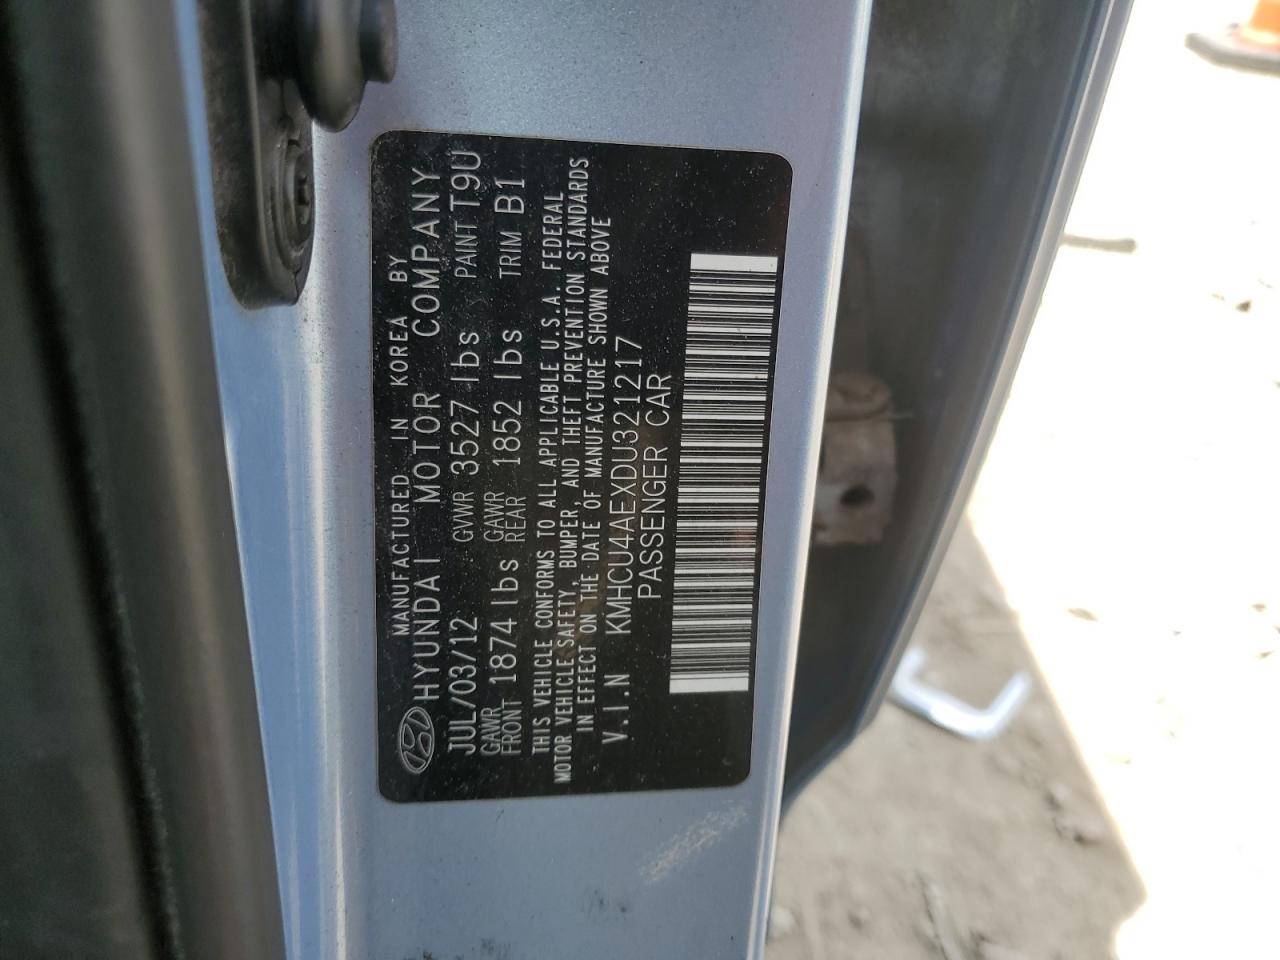 MANUFACTURED IN KOREA BY
HYUNDAI MOTOR COMPANY
JUL/03/12 GVWR 3527 lbs PAINT T9U
GAWR FRONT 1874 lbs GAWR REAR 1852 lbs TRIM B1
THIS VEHICLE CONFORMS TO ALL APPLICABLE U.S.A. FEDERAL
MOTOR VEHICLE SAFETY, BUMPER, AND THEFT PREVENTION STANDARDS
IN EFFECT ON THE DATE OF MANUFACTURE SHOWN ABOVE
V.I.N KMHCU4AEXDU321217
PASSENGER CAR